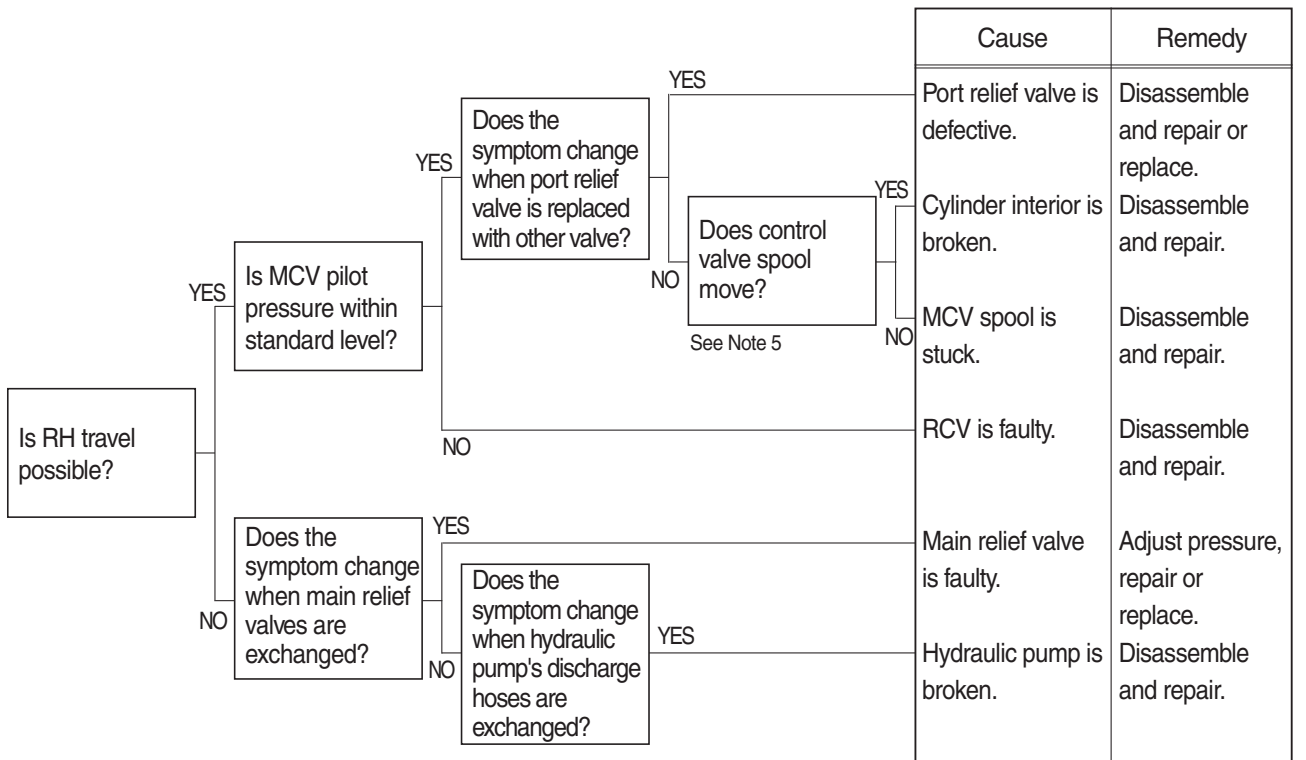 Cause
Remedy
YES
Port relief valve is
defective.
Disassemble
and repair or
replace.
Does the
symptom change
when port relief
valve is replaced
with other valve?
YES
YES
Cylinder interior is
broken.
Disassemble
and repair.
Does control
valve spool
move?
NO
See Note 5
NO
MCV spool is
stuck.
Disassemble
and repair.
Is MCV pilot
pressure within
standard level?
YES
NO
RCV is faulty.
Disassemble
and repair.
Is RH travel
possible?
Does the
symptom change
when main relief
valves are
exchanged?
NO
YES
Main relief valve
is faulty.
Adjust pressure,
repair or
replace.
Does the
symptom change
when hydraulic
pump's discharge
hoses are
exchanged?
NO
YES
Hydraulic pump is
broken.
Disassemble
and repair.